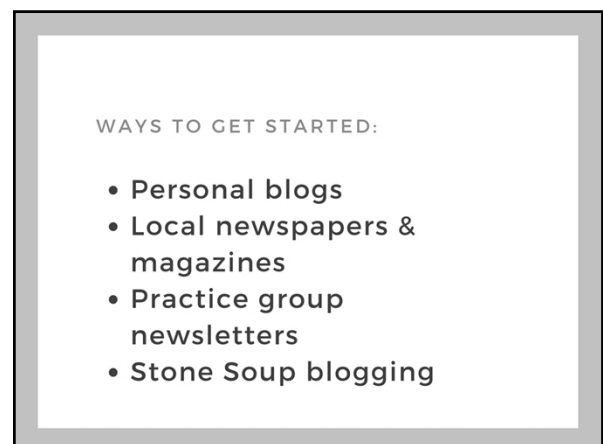 WAYS TO GET STARTED:
• Personal blogs
• Local newspapers &
magazines
• Practice group
newsletters
• Stone Soup blogging